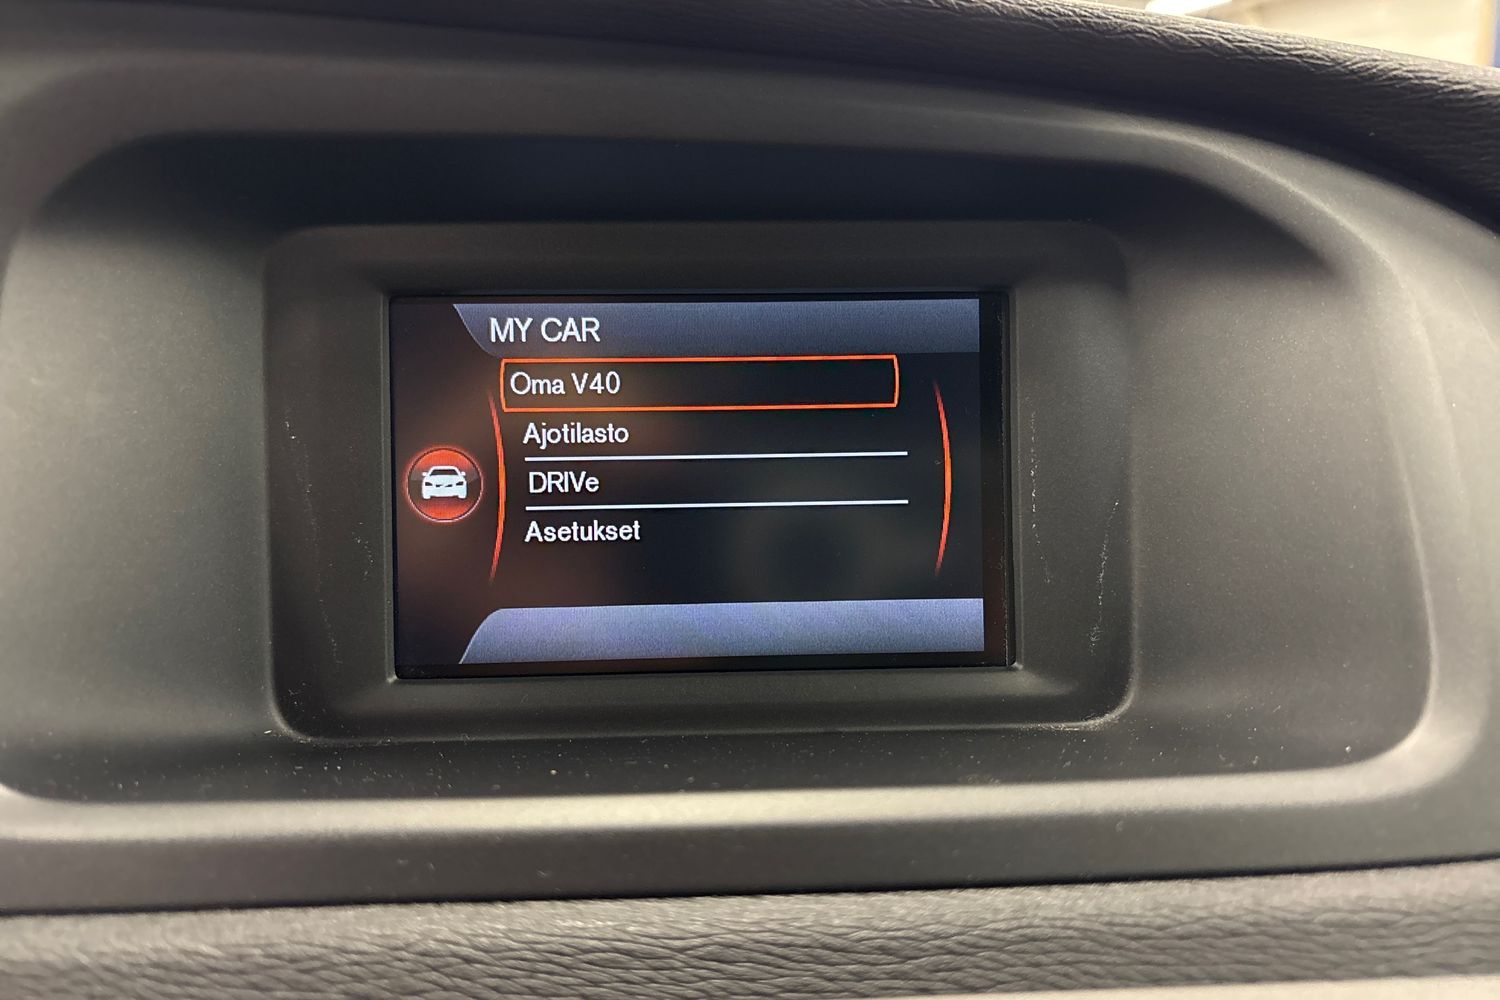 MY CAR
Oma V40
Ajotilasto
DRIVe
Asetukset